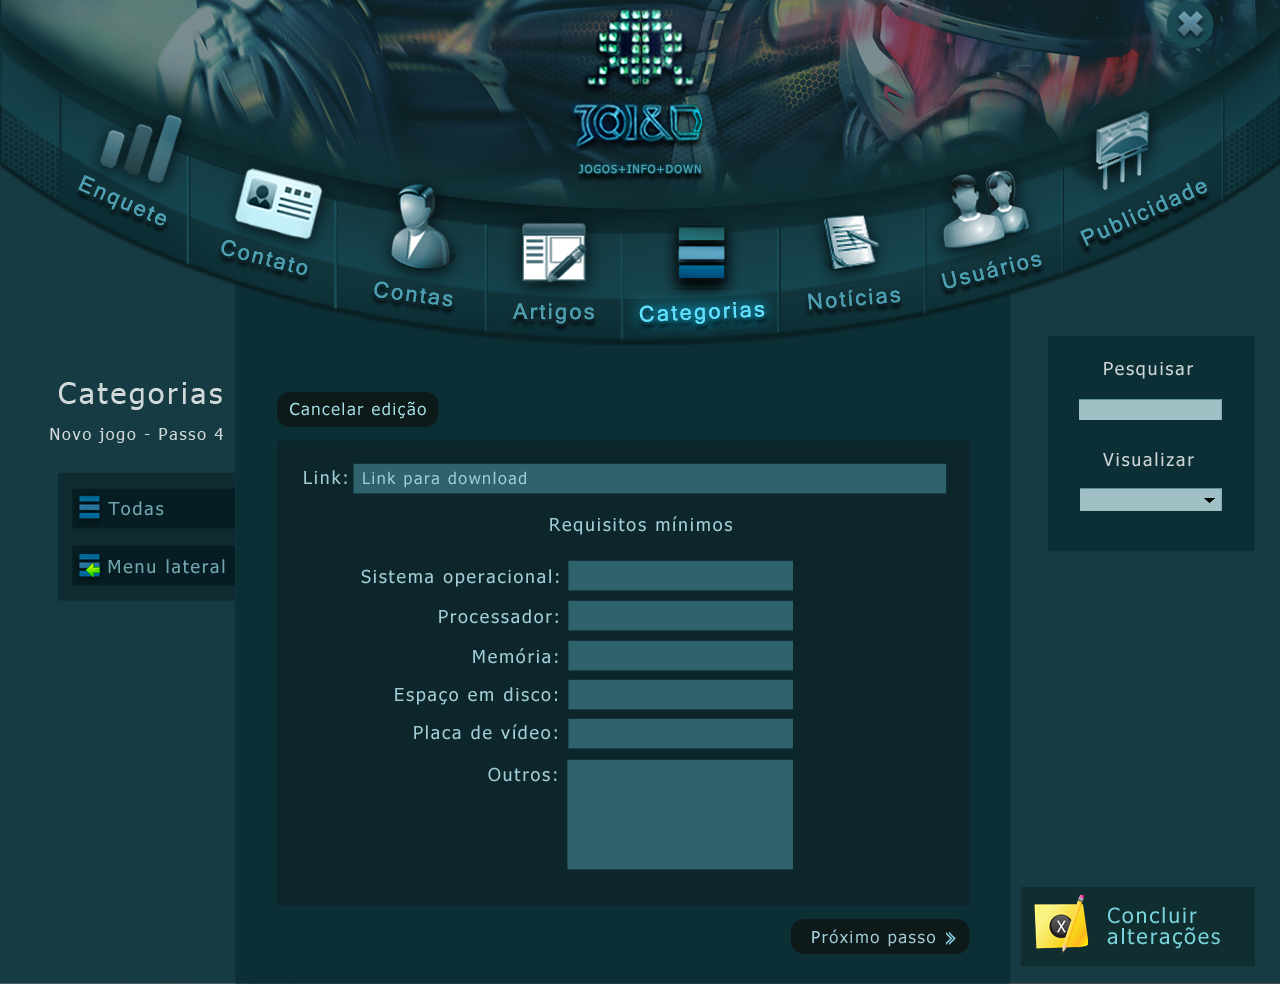 JOI&D
JOGOS+INFO+DOWN
Enquete
Contato
Contas
Artigos
Categorias
Notícias
Usuários
Publicidade
Categorias
Novo jogo - Passo 4
Todas
Menu lateral
Cancelar edição
Link: Link para download
Requisitos mínimos
Sistema operacional:
Processador:
Memória:
Espaço em disco:
Placa de vídeo:
Outros:
Próximo passo »
Pesquisar
Visualizar
X
Concluir
alterações